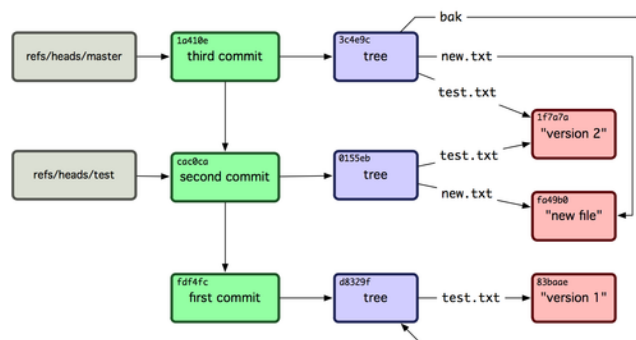 bak
1a410e
3c4e9c
refs/heads/master
third commit
tree
new.txt
test.txt
1f7a7a
"version 2"
cac0ca
0155eb
refs/heads/test
second commit
tree
test.txt
new.txt
fa49b0
"new file"
fdf4fc
d8329f
83baae
first commit
tree
test.txt
"version 1"